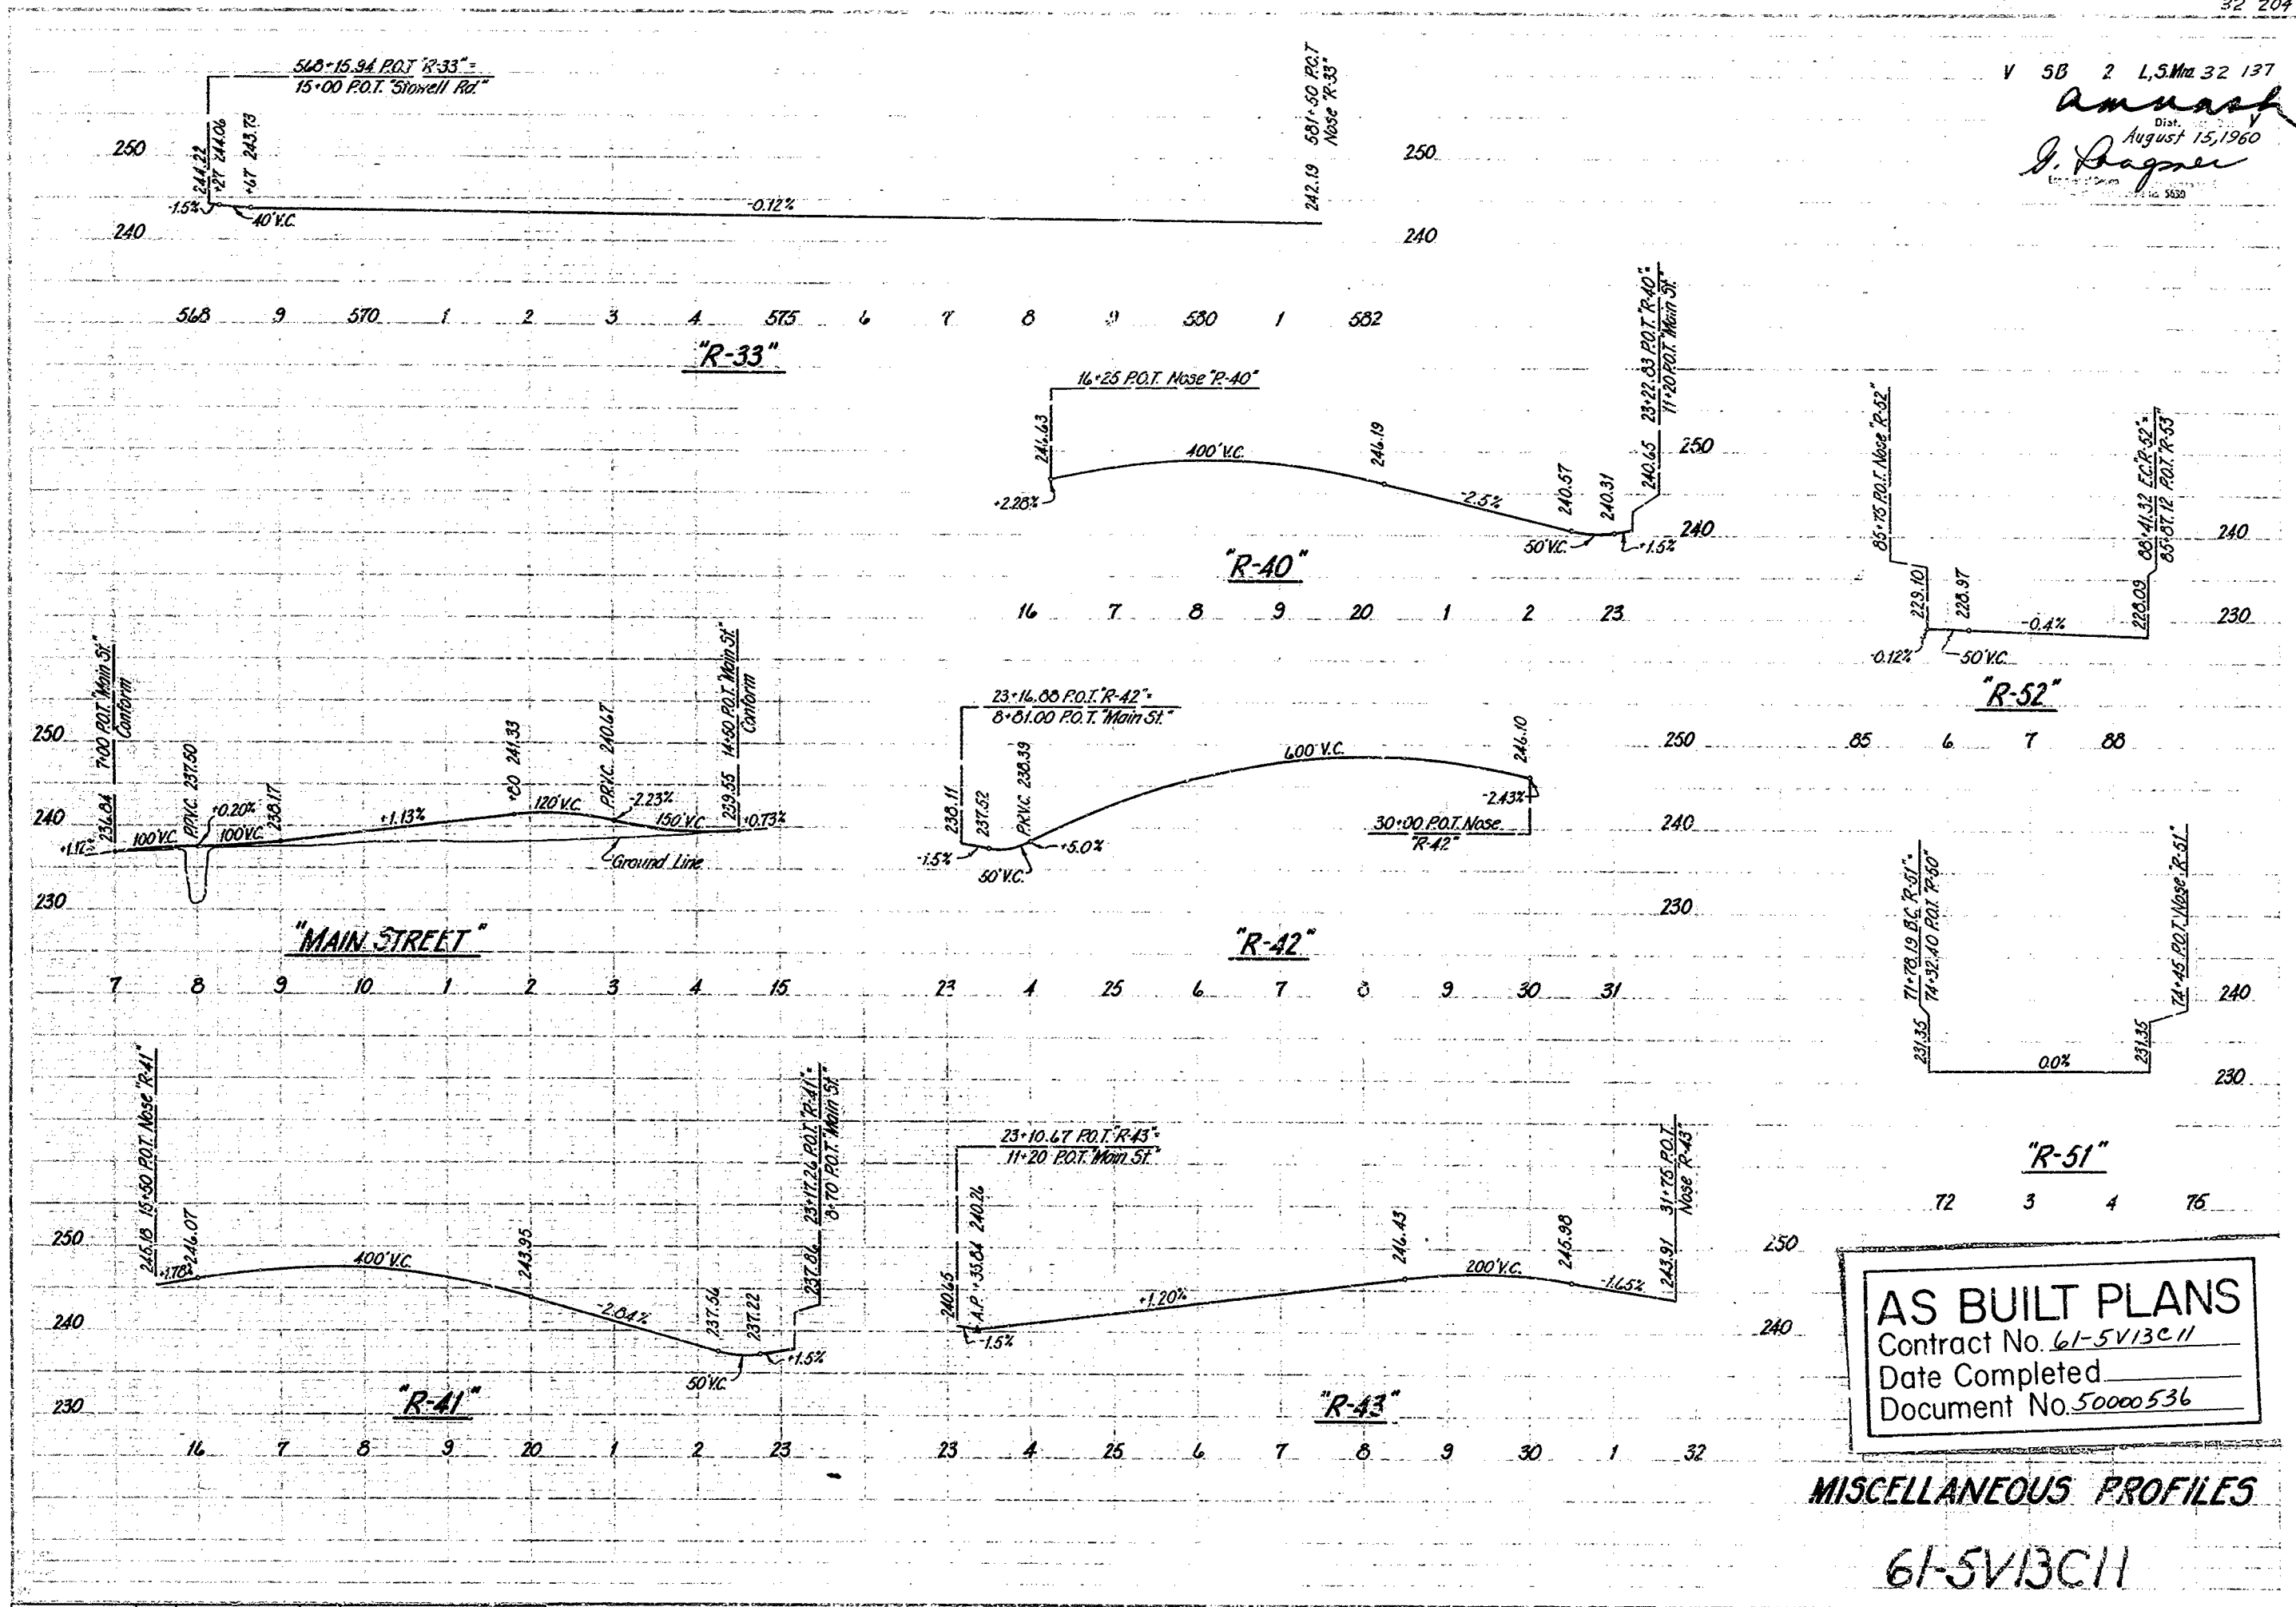 32 204
V SB 2 L,S.Mra 32 137
Dist. V
August 15, 1960
568+15.94 P.O.T. "R-33"=
15+00 P.O.T. "Stowell Rd."
244.22
+27 244.06
+67 243.73
-1.5%
40' V.C.
-0.12%
242.19 581+50 P.O.T.
Nose "R-33"
250
240
250
240
568 9 570 1 2 3 4 575 6 7 8 9 580 1 582
"R-33"
16+25 P.O.T. Nose "R-40"
246.63
+2.28%
400' V.C.
246.19
-2.5%
240.57
240.31
50' V.C.
+1.5%
240.65 23+22.83 P.O.T. "R-40"=
11+20 P.O.T. "Main St."
250
240
"R-40"
16 7 8 9 20 1 2 23
85+75 P.O.T. Nose "R-52"
229.10
228.97
-0.12%
50' V.C.
-0.4%
228.09
88+41.32 E.C. "R-52"=
85+87.12 P.O.T. "R-53"
240
230
"R-52"
85 6 7 88
236.84 7+00 P.O.T. "Main St."
Conform
250
240
230
+1.12%
100' V.C.
P.R.V.C. 237.50
+0.20%
100' V.C.
238.17
+1.13%
+80 241.33
120' V.C.
P.R.V.C. 240.67
-2.23%
150' V.C.
239.55 14+50 P.O.T. "Main St."
Conform
+0.73%
Ground Line
"MAIN STREET"
7 8 9 10 1 2 3 4 15
23+16.88 P.O.T. "R-42"=
8+81.00 P.O.T. "Main St."
238.11
237.52
P.R.V.C. 238.39
-1.5%
50' V.C.
+5.0%
600' V.C.
246.10
-2.43%
30+00 P.O.T. Nose
"R-42"
250
240
230
"R-42"
23 4 25 6 7 8 9 30 31
71+78.19 B.C. "R-51"=
74+32.40 P.O.T. "R-50"
231.35
0.0%
231.35
74+45 P.O.T. Nose "R-51"
240
230
"R-51"
72 3 4 75
245.18 15+50 P.O.T. Nose "R-41"
+1.78%
246.07
400' V.C.
243.95
-2.84%
237.56
237.22
50' V.C.
+1.5%
237.86 23+17.26 P.O.T. "R-41"=
8+70 P.O.T. "Main St."
250
240
230
"R-41"
16 7 8 9 20 1 2 23
23+10.67 P.O.T. "R-43"=
11+20 P.O.T. "Main St."
240.65
A.P. +35.84 240.26
-1.5%
+1.20%
246.43
200' V.C.
245.98
-1.65%
243.91 31+75 P.O.T.
Nose "R-43"
250
240
"R-43"
23 4 25 6 7 8 9 30 1 32
AS BUILT PLANS
Contract No. 61-5V13C11
Date Completed
Document No. 50000536
MISCELLANEOUS PROFILES
61-5V13C11